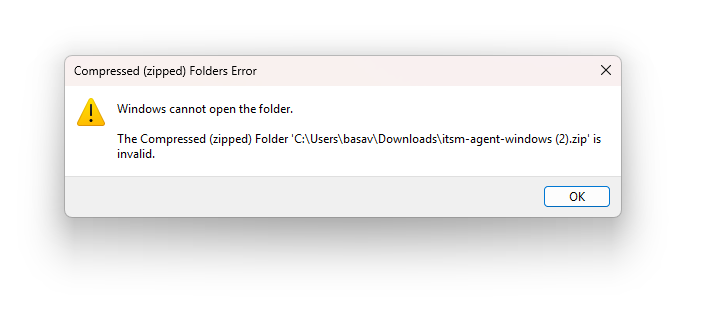 Compressed (zipped) Folders Error
Windows cannot open the folder.
The Compressed (zipped) Folder 'C:\Users\basav\Downloads\itsm-agent-windows (2).zip' is
invalid.
OK